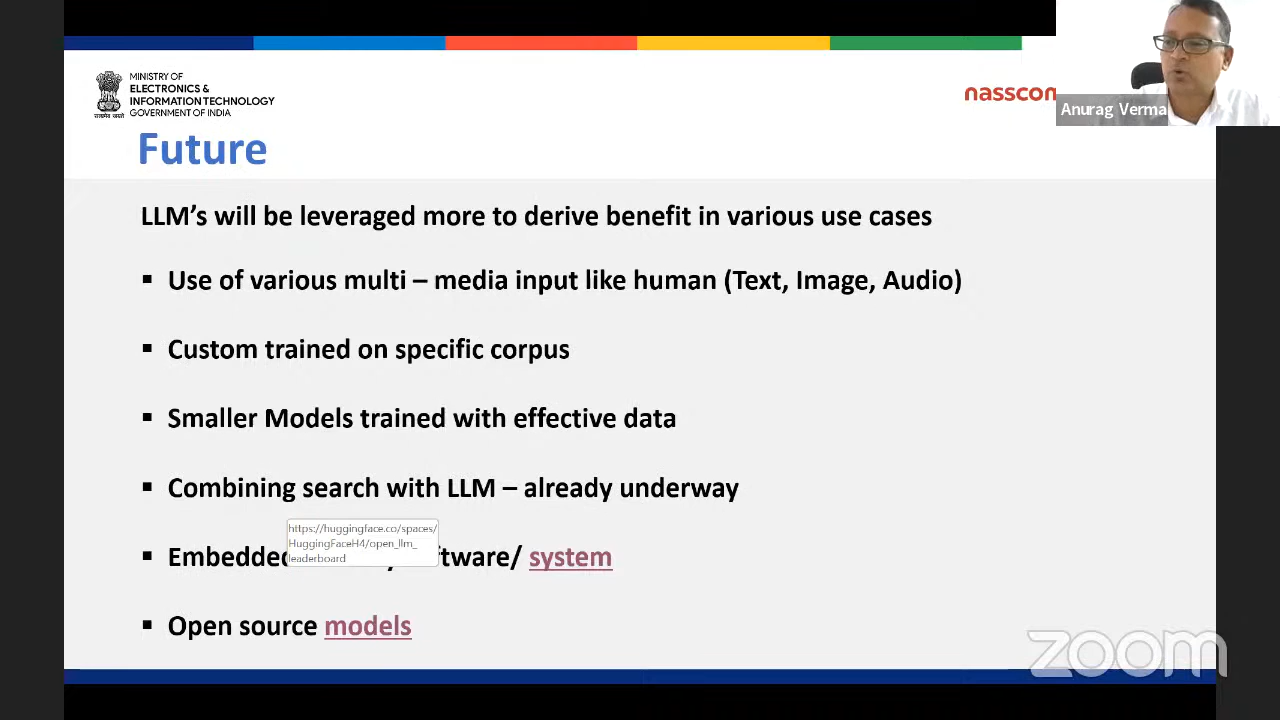 MINISTRY OF
ELECTRONICS &
INFORMATION TECHNOLOGY
GOVERNMENT OF INDIA
nasscom
Anurag Verma
Future
LLM’s will be leveraged more to derive benefit in various use cases
▪ Use of various multi – media input like human (Text, Image, Audio)
▪ Custom trained on specific corpus
▪ Smaller Models trained with effective data
▪ Combining search with LLM – already underway
https://huggingface.co/spaces/
HuggingFaceH4/open_llm_
leaderboard
▪ Embedded system
▪ Open source models
zoom